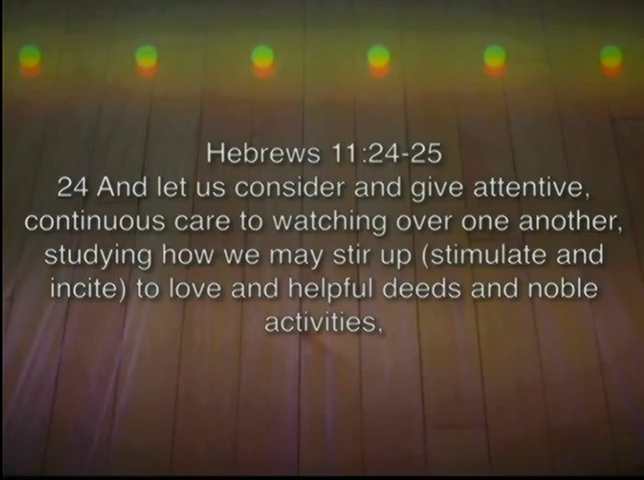 Hebrews 11:24-25
24 And let us consider and give attentive,
continuous care to watching over one another,
studying how we may stir up (stimulate and
incite) to love and helpful deeds and noble
activities,